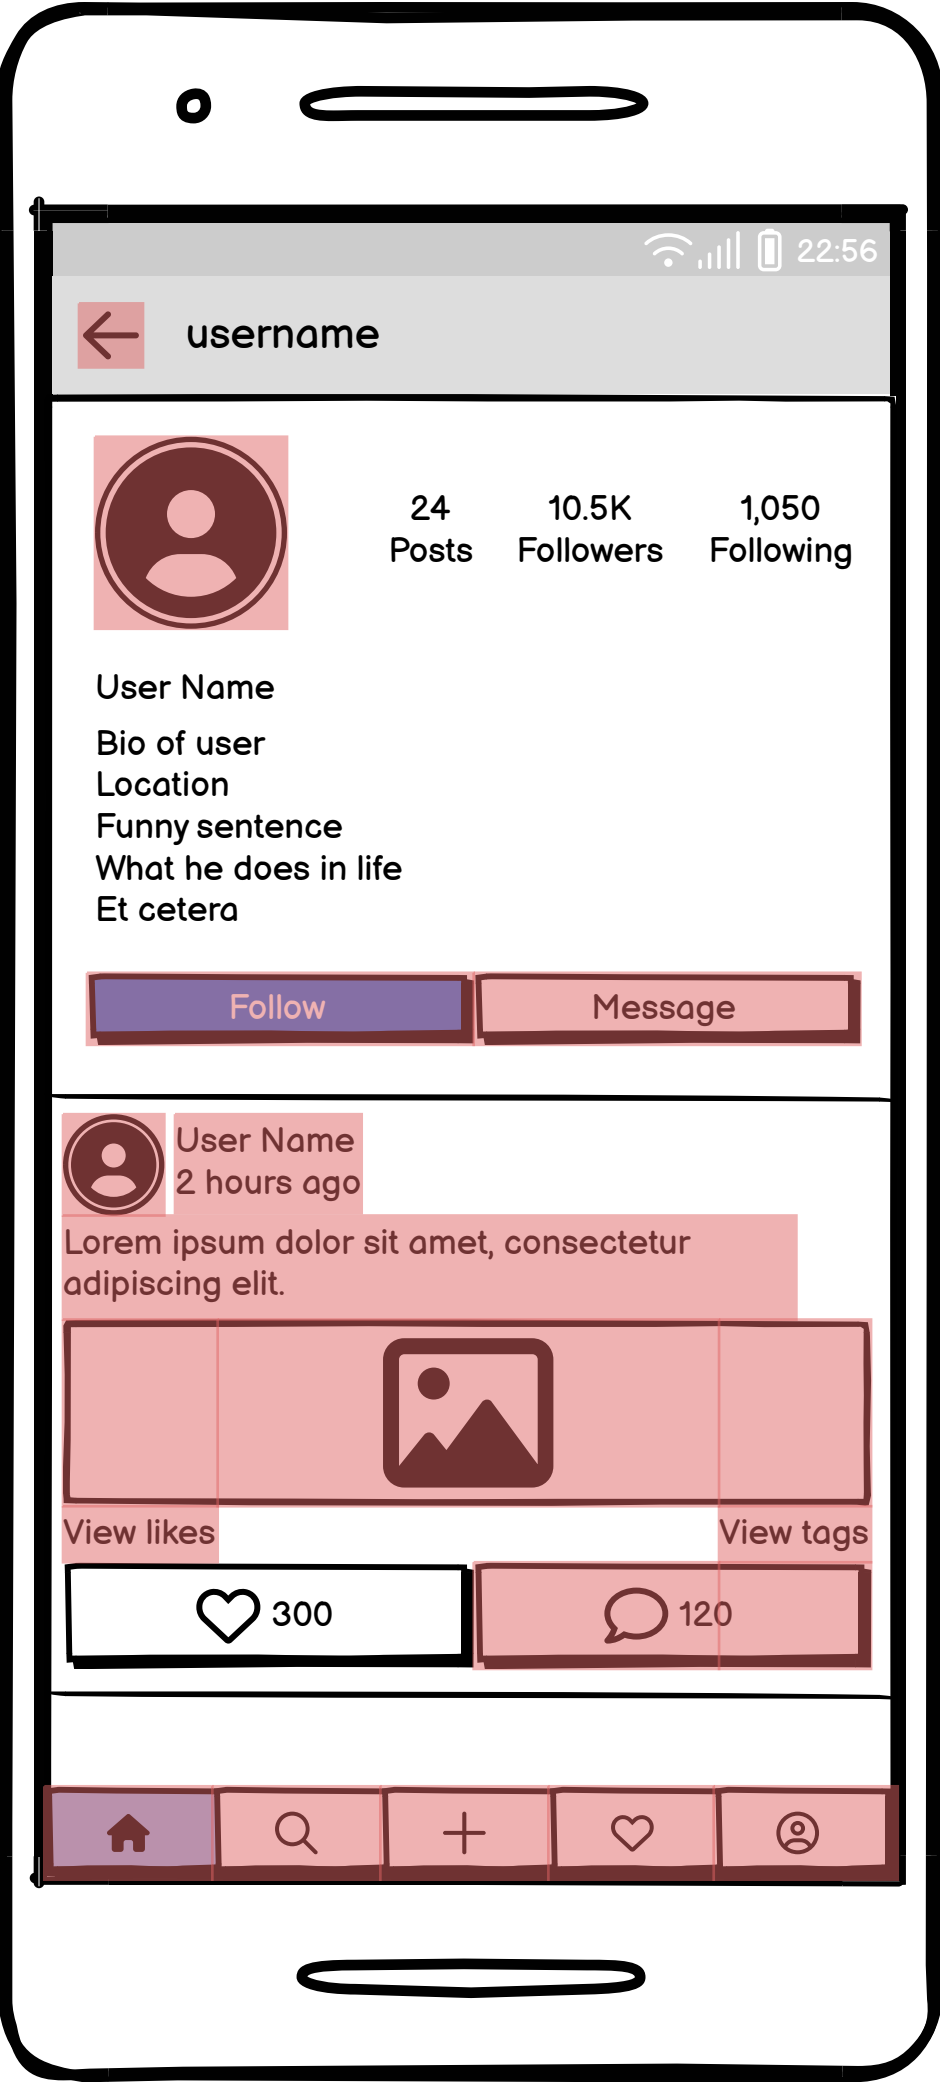 22:56
username
24 10.5K 1,050
Posts Followers Following
User Name
Bio of user
Location
Funny sentence
What he does in life
Et cetera
Follow Message
User Name
2 hours ago
Lorem ipsum dolor sit amet, consectetur
adipiscing elit.
View likes View tags
300 120